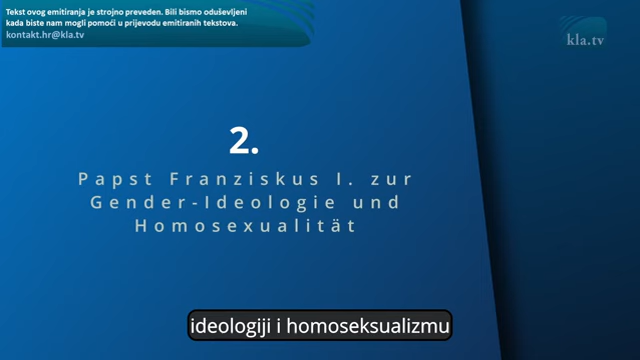 Tekst ovog emitiranja je strojno preveden. Bili bismo oduševljeni
kada biste nam mogli pomoći u prijevodu emitiranih tekstova.
kontakt.hr@kla.tv
kla.tv
2.
Papst Franziskus I. zur
Gender-Ideologie und
Homosexualität
ideologiji i homoseksualizmu